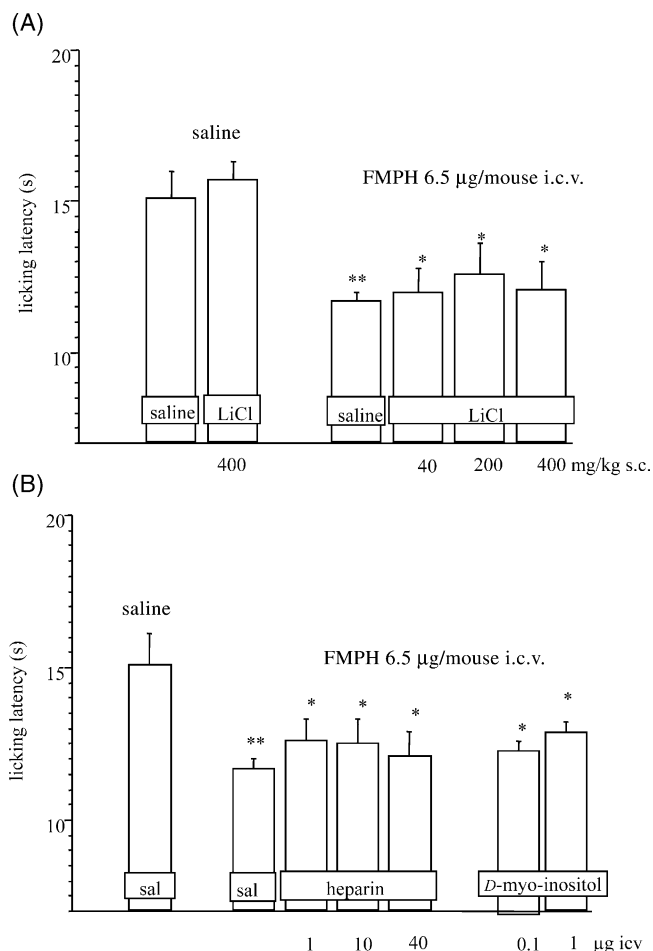 (A)
20
saline
FMPH 6.5 μg/mouse i.c.v.
15
* * *
**
licking latency (s)
10
saline LiCl saline LiCl
400 40 200 400 mg/kg s.c.
(B)
20
saline
FMPH 6.5 μg/mouse i.c.v.
15
* * * *
** *
licking latency (s)
10
sal sal heparin D-myo-inositol
1 10 40 0.1 1 μg icv